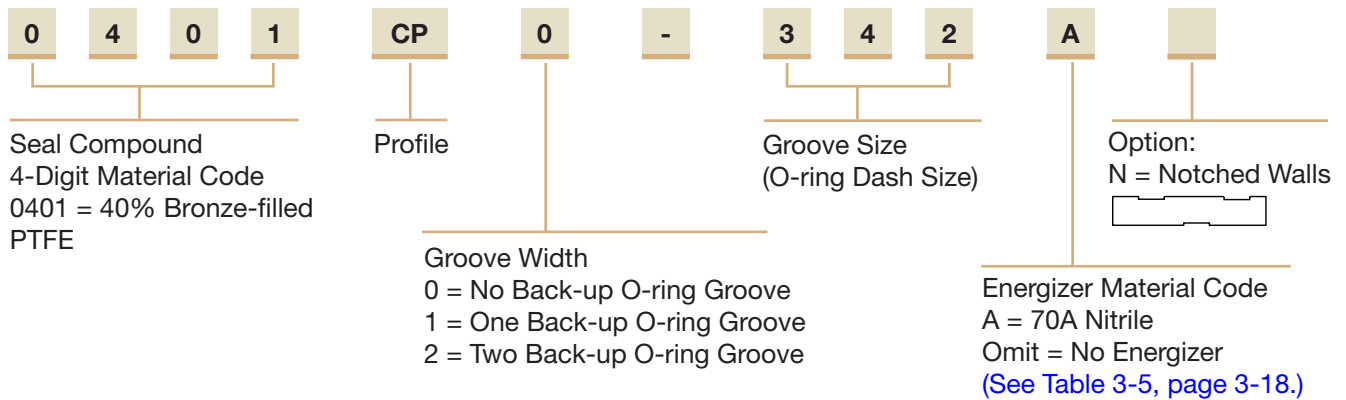 0 4 0 1 CP 0 - 3 4 2 A
Seal Compound
4-Digit Material Code
0401 = 40% Bronze-filled
PTFE
Profile
Groove Width
0 = No Back-up O-ring Groove
1 = One Back-up O-ring Groove
2 = Two Back-up O-ring Groove
Groove Size
(O-ring Dash Size)
Energizer Material Code
A = 70A Nitrile
Omit = No Energizer
(See Table 3-5, page 3-18.)
Option:
N = Notched Walls